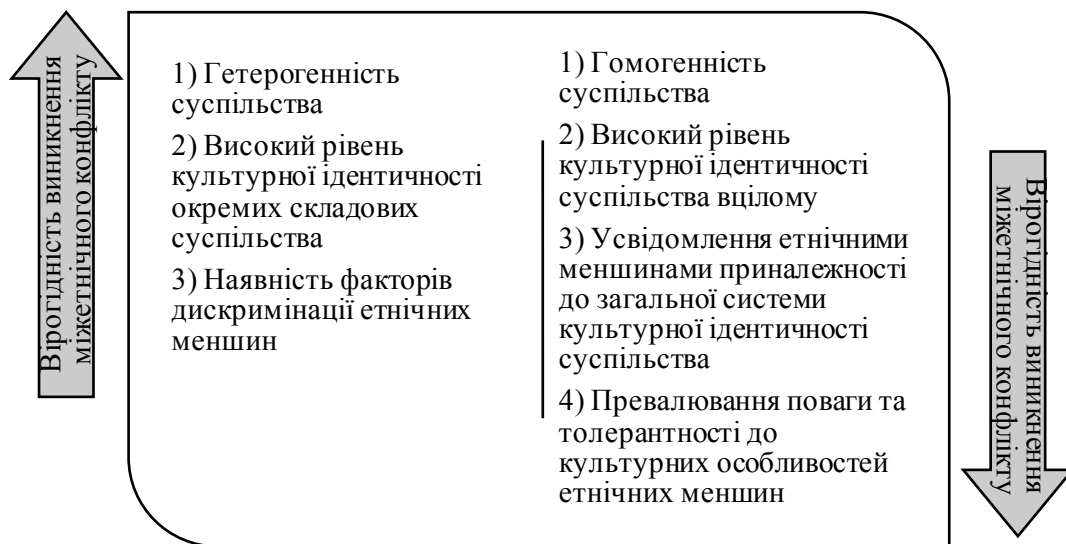 Вірогідність виникнення
міжетнічного конфлікту
1) Гетерогенність
суспільства
2) Високий рівень
культурної ідентичності
окремих складових
суспільства
3) Наявність факторів
дискримінації етнічних
меншин
1) Гомогенність
суспільства
2) Високий рівень
культурної ідентичності
суспільства вцілому
3) Усвідомлення етнічними
меншинами приналежності
до загальної системи
культурної ідентичності
суспільства
4) Превалювання поваги та
толерантності до
культурних особливостей
етнічних меншин
Вірогідність виникнення
міжетнічного конфлікту